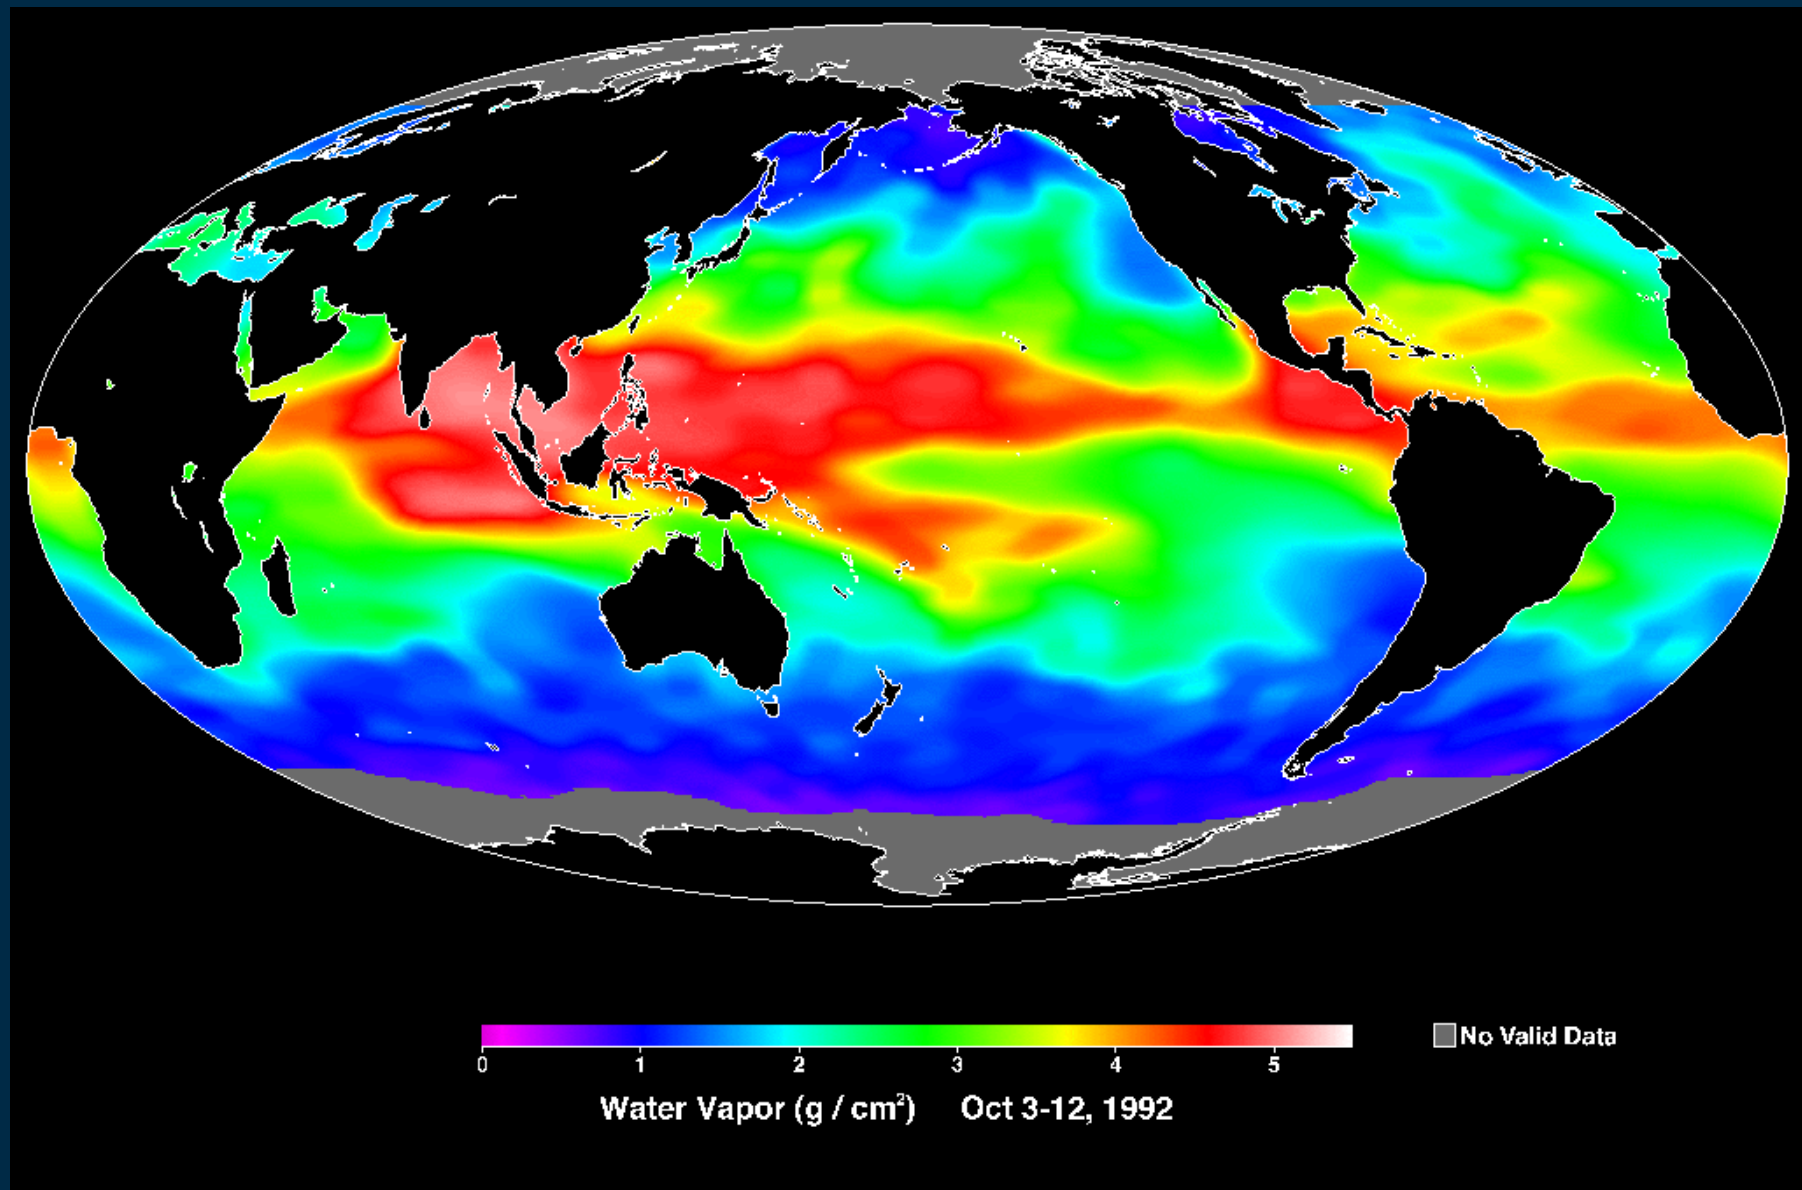 0 1 2 3 4 5
No Valid Data
Water Vapor (g / cm²) Oct 3-12, 1992